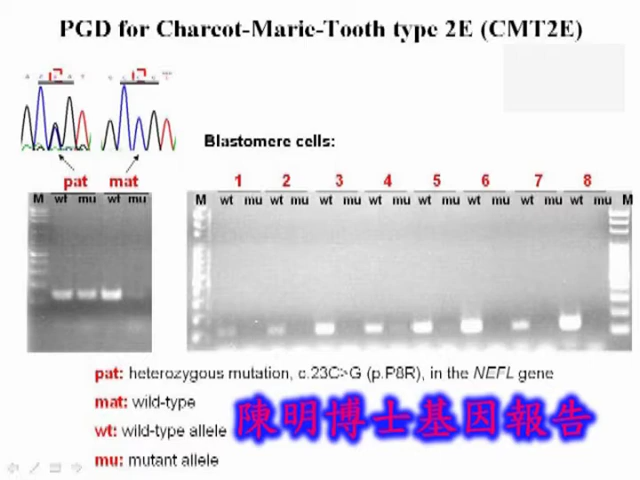 PGD for Charcot-Marie-Tooth type 2E (CMT2E)
Blastomere cells:
pat mat
1 2 3 4 5 6 7 8
M wt mu wt mu
M wt mu wt mu wt mu wt mu wt mu wt mu wt mu wt mu M
pat: heterozygous mutation, c.23C>G (p.P8R), in the NEFL gene
mat: wild-type
wt: wild-type allele
mu: mutant allele
陳明博士基因報告